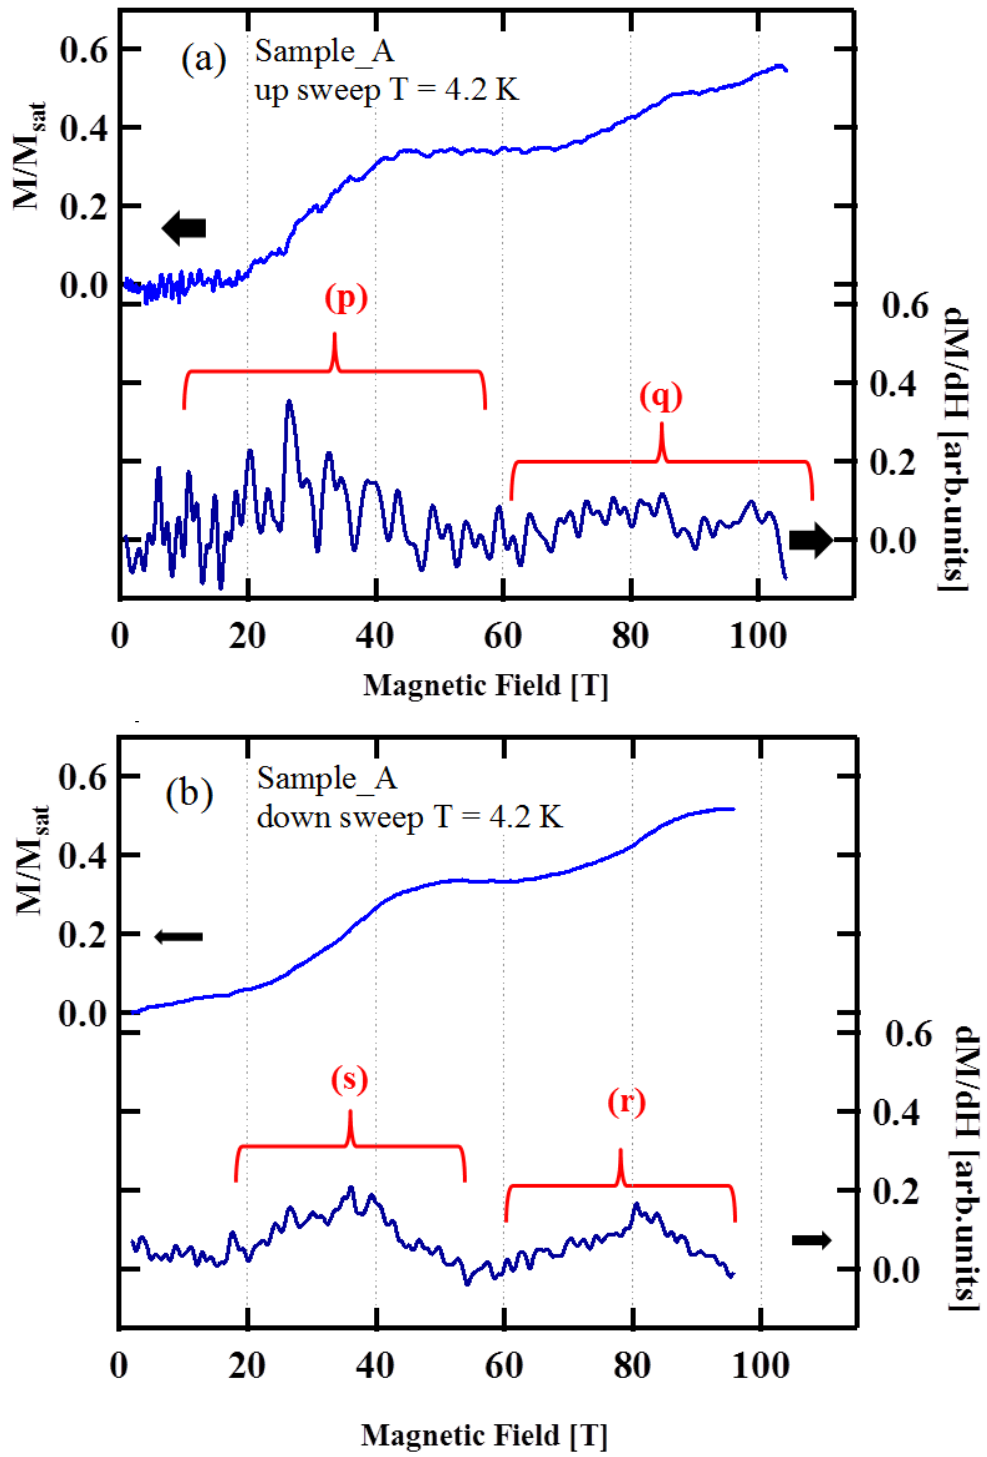 (a)
Sample_A
up sweep T = 4.2 K
M/Msat
0.6
0.4
0.2
0.0
(p)
(q)
0.6
0.4
0.2
0.0
dM/dH [arb.units]
0 20 40 60 80 100
Magnetic Field [T]
(b)
Sample_A
down sweep T = 4.2 K
M/Msat
0.6
0.4
0.2
0.0
(s)
(r)
0.6
0.4
0.2
0.0
dM/dH [arb.units]
0 20 40 60 80 100
Magnetic Field [T]